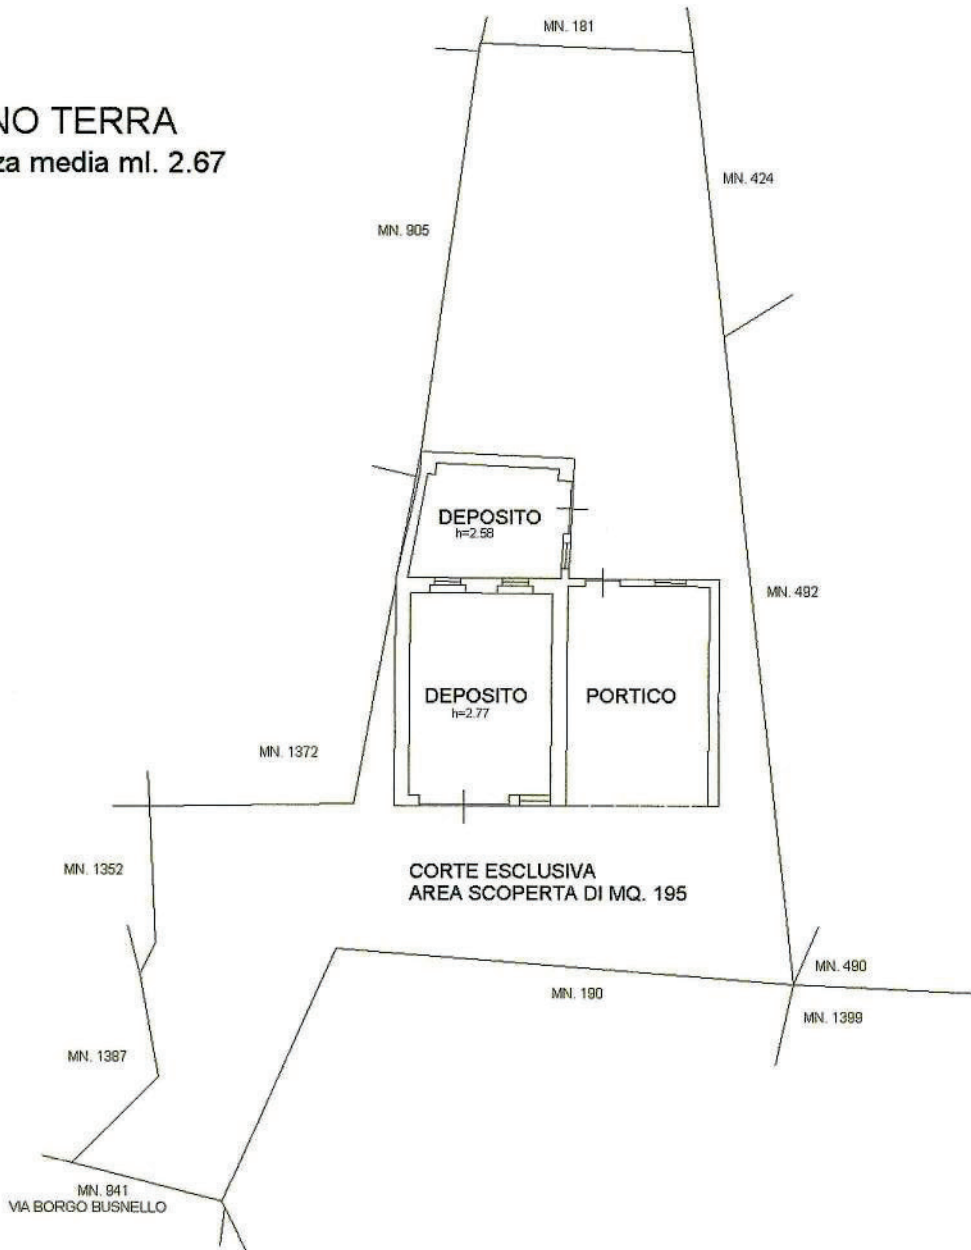 MN. 181
NO TERRA
za media ml. 2.67
MN. 424
MN. 905
DEPOSITO
h=2.58
MN. 492
DEPOSITO
h=2.77
PORTICO
MN. 1372
MN. 1352
CORTE ESCLUSIVA
AREA SCOPERTA DI MQ. 195
MN. 490
MN. 190
MN. 1399
MN. 1387
MN. 941
VIA BORGO BUSNELLO